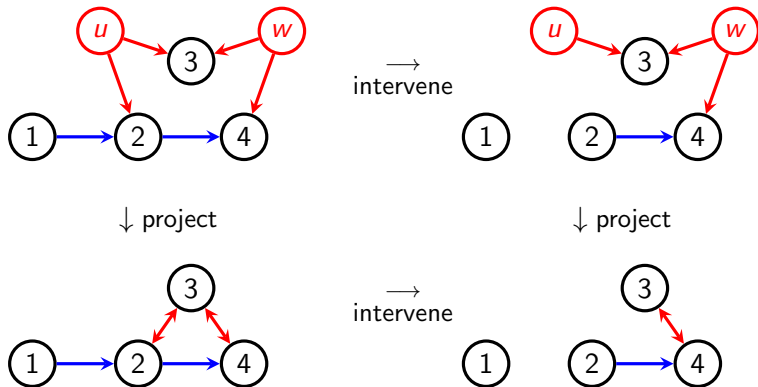 u w u w
3 3
→
intervene
1 2 4 1 2 4
↓ project ↓ project
3 3
→
intervene
1 2 4 1 2 4